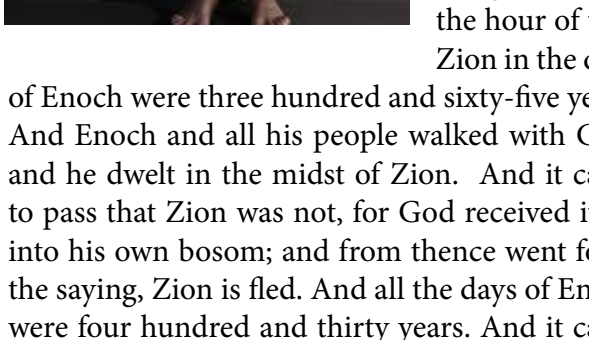 the hour of
Zion in the
of Enoch were three hundred and sixty-five
And Enoch and all his people walked with
and he dwelt in the midst of Zion. And it
to pass that Zion was not, for God received
into his own bosom; and from thence went
the saying, Zion is fled. And all the days of
were four hundred and thirty years. And it